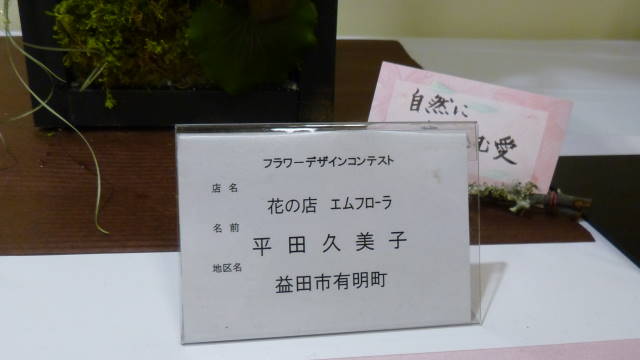 フラワーデザインコンテスト
店名
花の店 エムフローラ
名前
平田久美子
地区名
益田市有明町
自然に
む愛